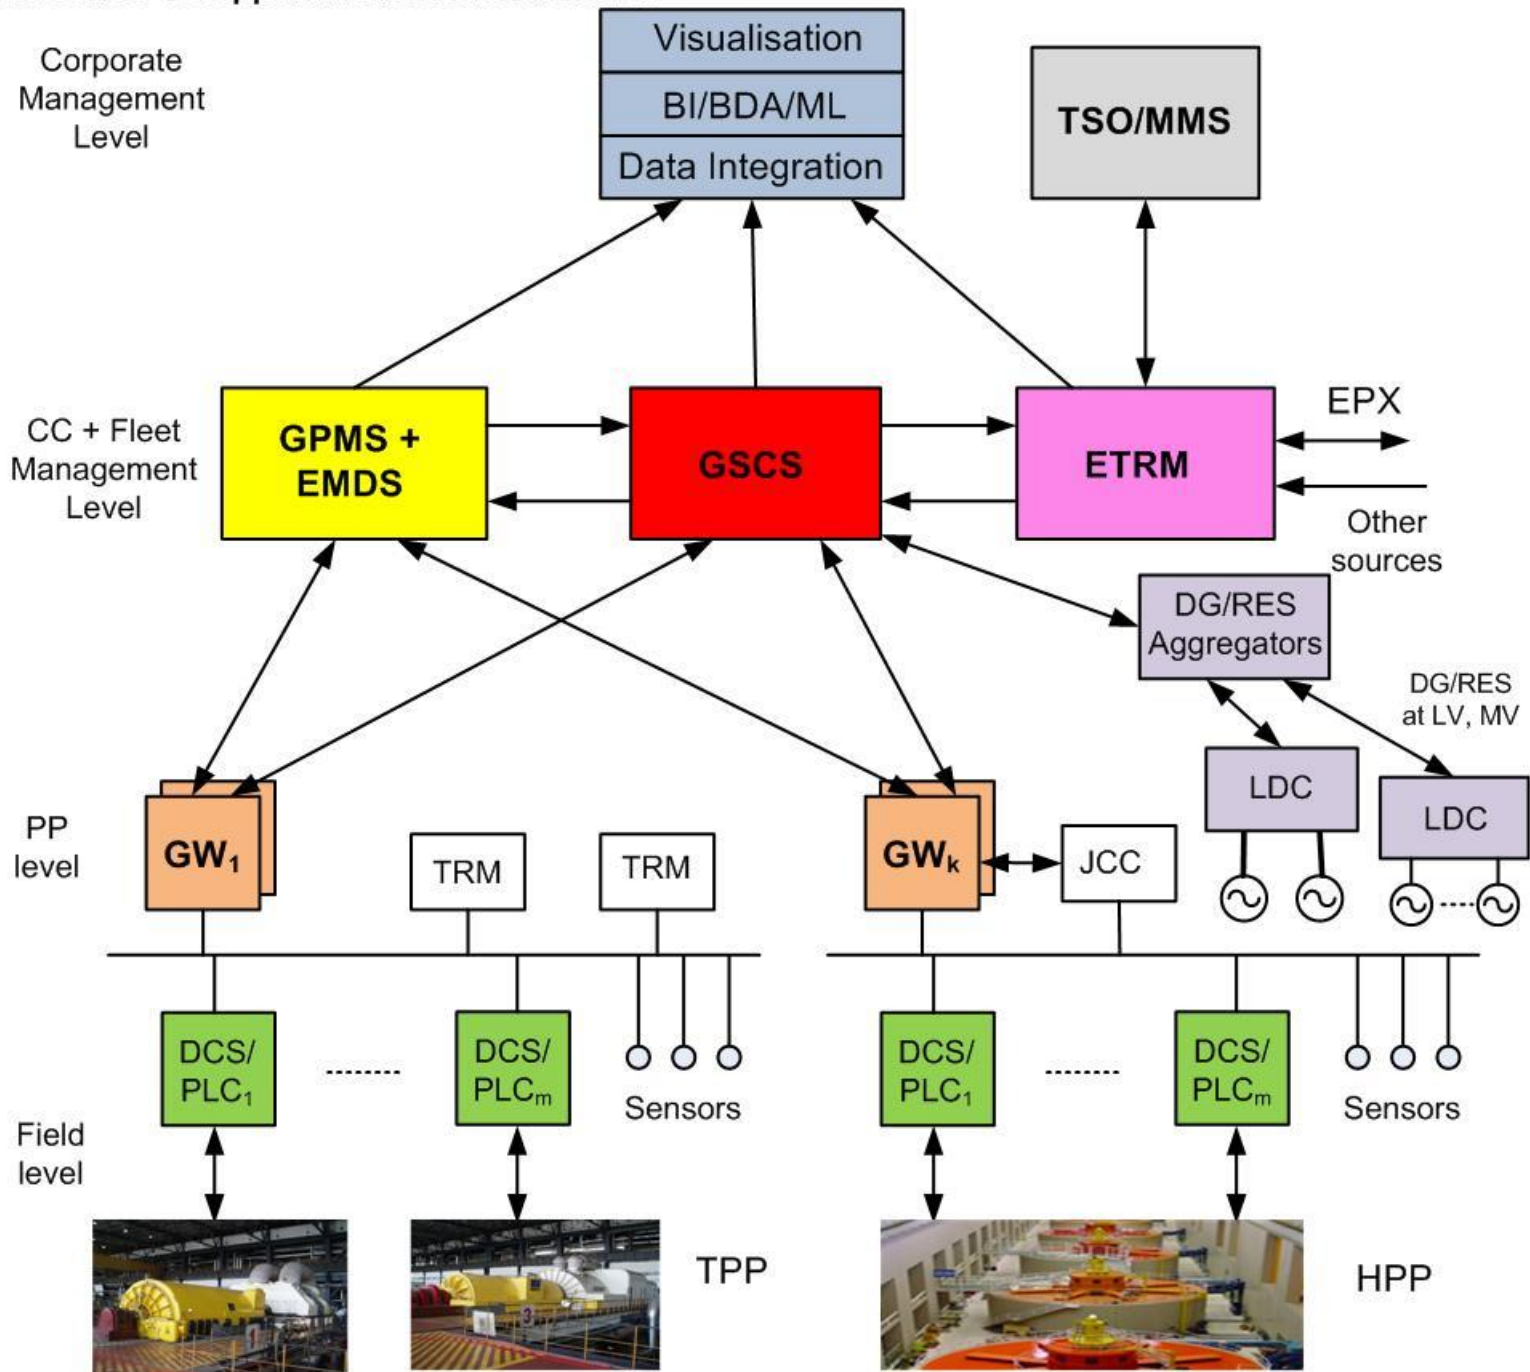 Corporate
Management
Level
Visualisation
BI/BDA/ML
Data Integration
TSO/MMS
CC + Fleet
Management
Level
GPMS +
EMDS
GSCS
ETRM
EPX
Other
sources
DG/RES
Aggregators
DG/RES
at LV, MV
LDC
LDC
PP
level
GW₁
TRM
TRM
GWₖ
JCC
Field
level
DCS/
PLC₁
DCS/
PLCₘ
Sensors
DCS/
PLC₁
DCS/
PLCₘ
Sensors
TPP
HPP
1
3